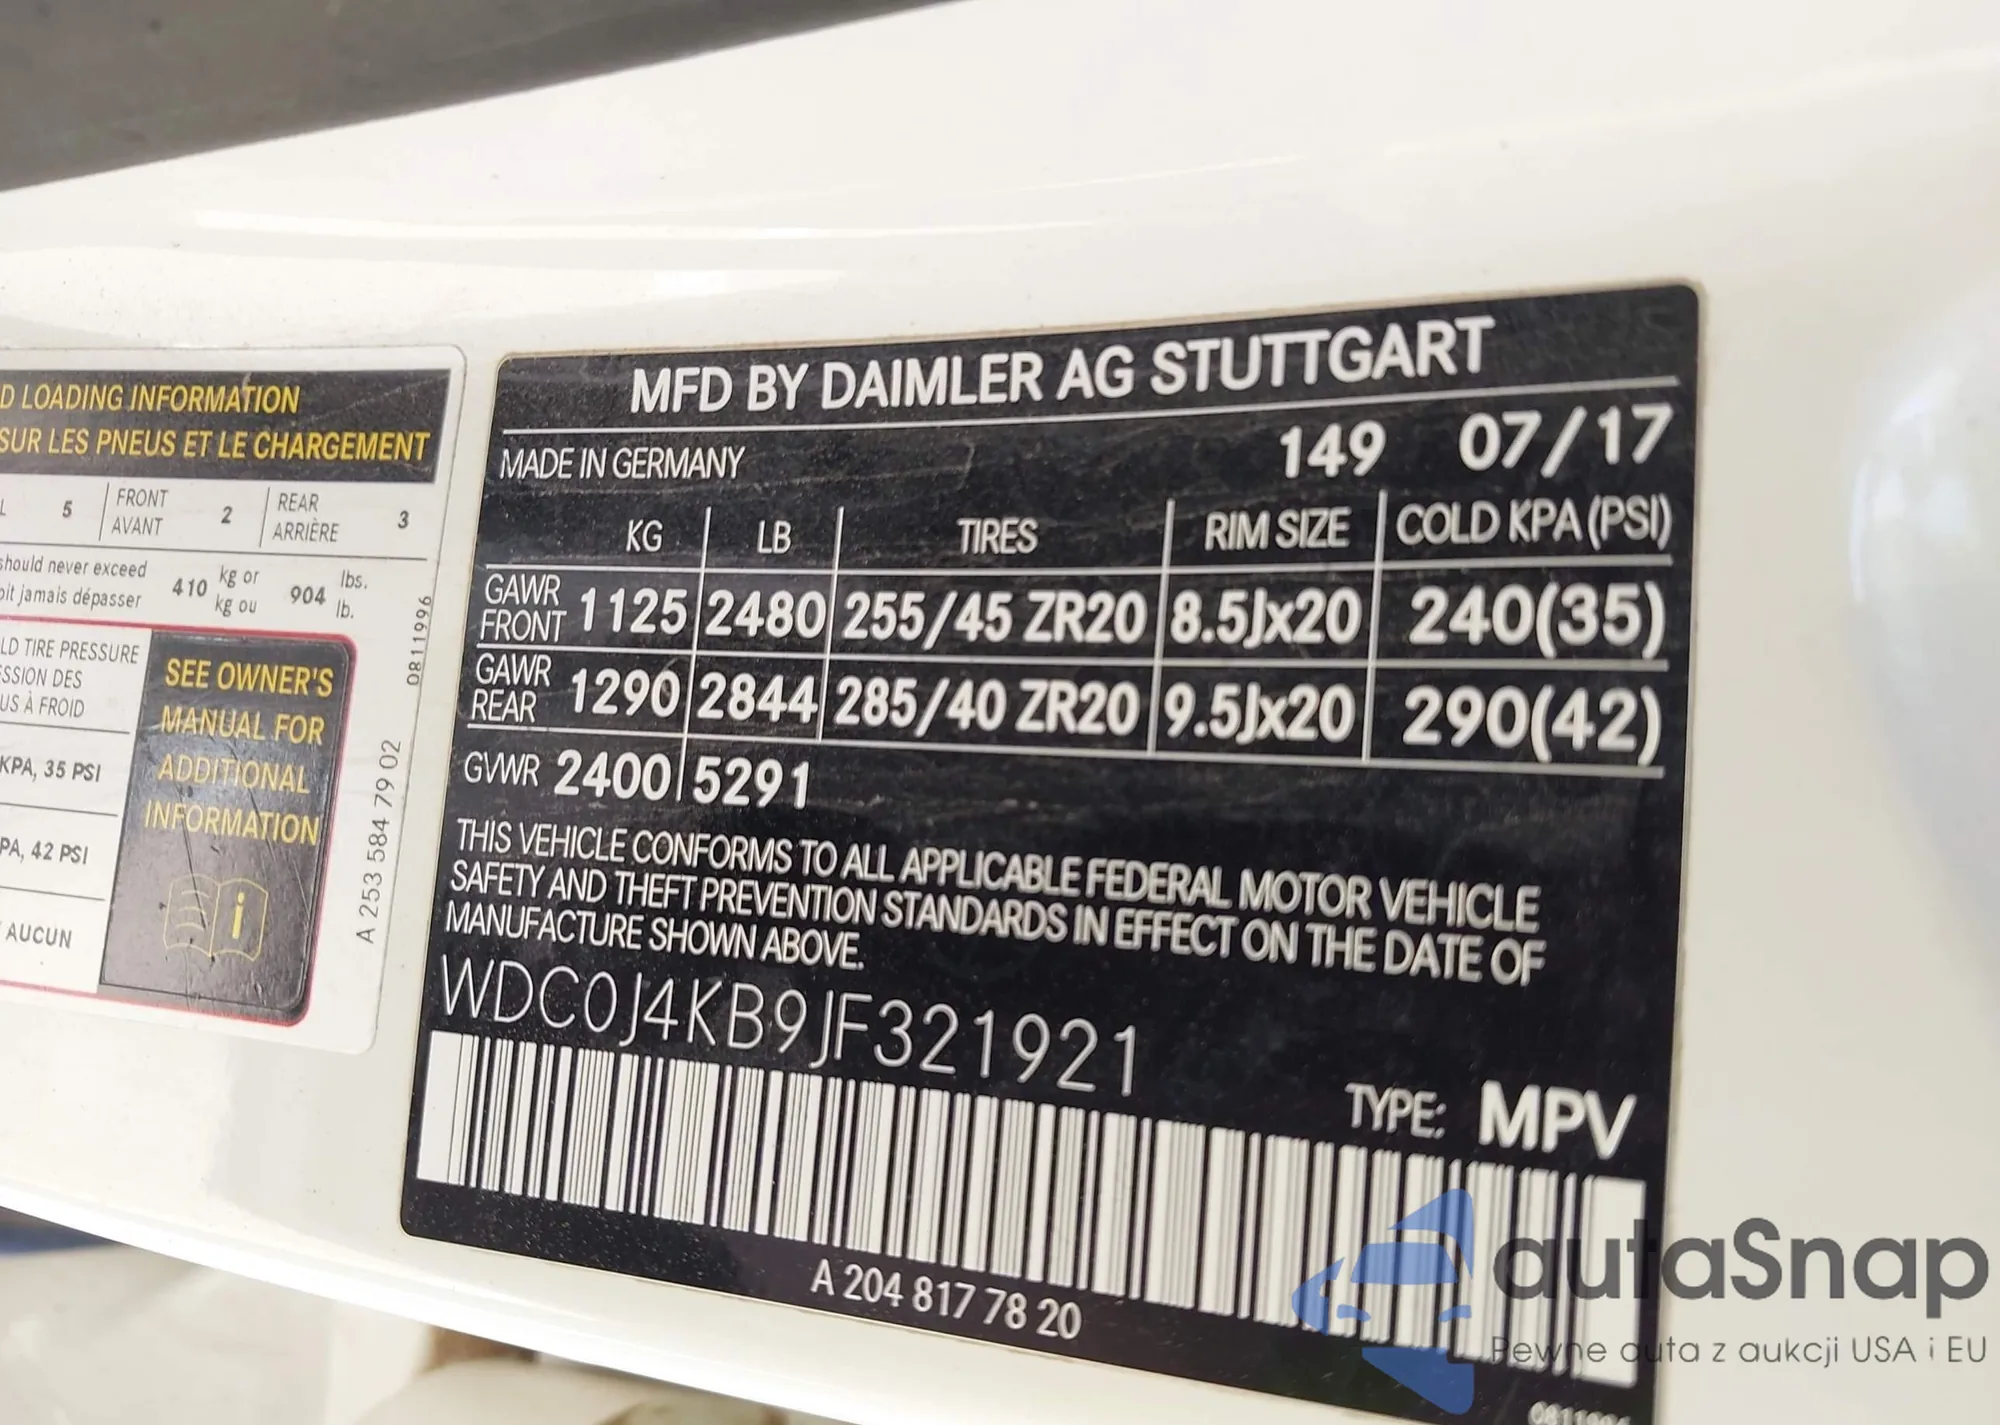 D LOADING INFORMATION
SUR LES PNEUS ET LE CHARGEMENT
L 5 FRONT AVANT 2 REAR ARRIÈRE 3
should never exceed
oit jamais dépasser
410 kg or kg ou 904 lbs. lb.
LD TIRE PRESSURE
SSION DES
US À FROID
KPA, 35 PSI
PA, 42 PSI
AUCUN
SEE OWNER'S
MANUAL FOR
ADDITIONAL
INFORMATION
i
0811996
A 253 584 79 02
MFD BY DAIMLER AG STUTTGART
MADE IN GERMANY 149 07/17
KG LB TIRES RIM SIZE COLD KPA (PSI)
GAWR FRONT 1125 2480 255/45 ZR20 8.5Jx20 240(35)
GAWR REAR 1290 2844 285/40 ZR20 9.5Jx20 290(42)
GVWR 2400 5291
THIS VEHICLE CONFORMS TO ALL APPLICABLE FEDERAL MOTOR VEHICLE
SAFETY AND THEFT PREVENTION STANDARDS IN EFFECT ON THE DATE OF
MANUFACTURE SHOWN ABOVE.
WDC0J4KB9JF321921
TYPE: MPV
A 204 817 78 20
autaSnap
Pewne auta z aukcji USA i EU